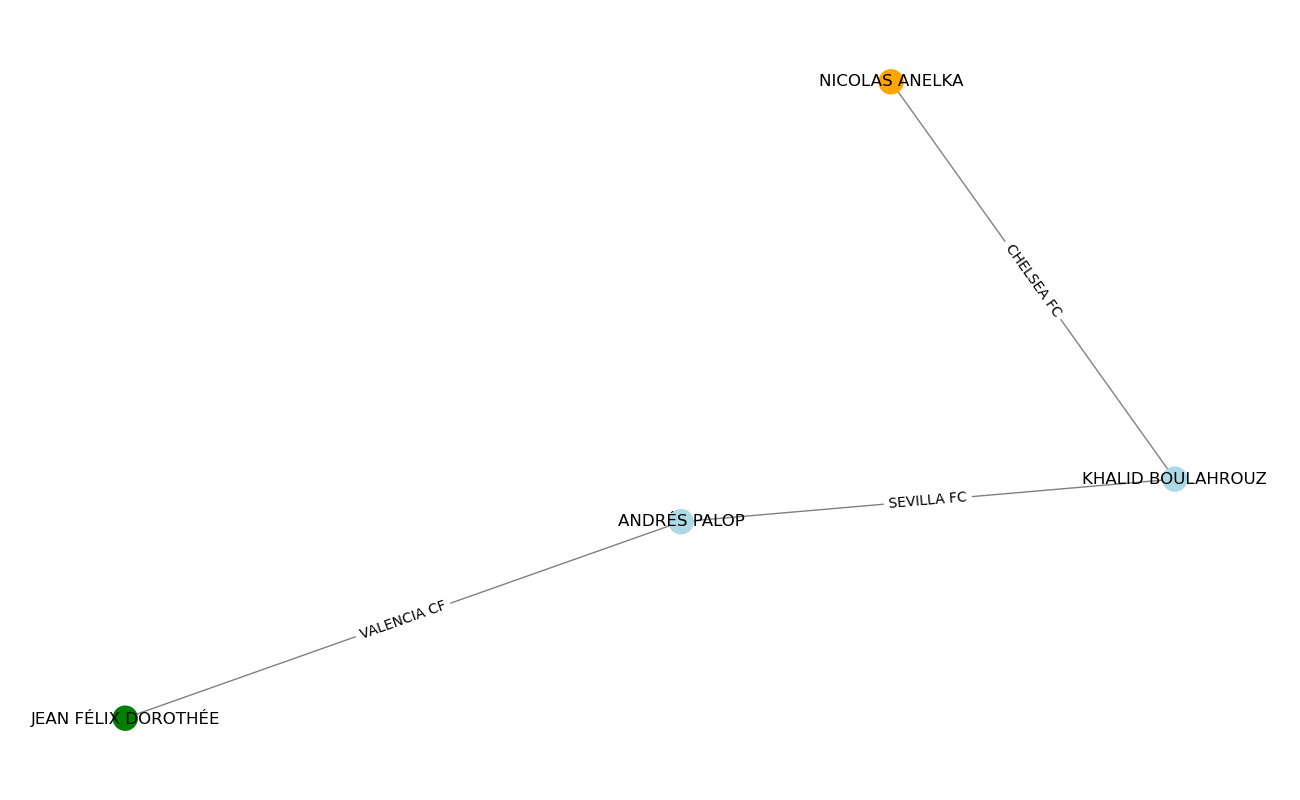 NICOLAS ANELKA
CHELSEA FC
KHALID BOULAHROUZ
SEVILLA FC
ANDRÉS PALOP
VALENCIA CF
JEAN FÉLIX DOROTHÉE